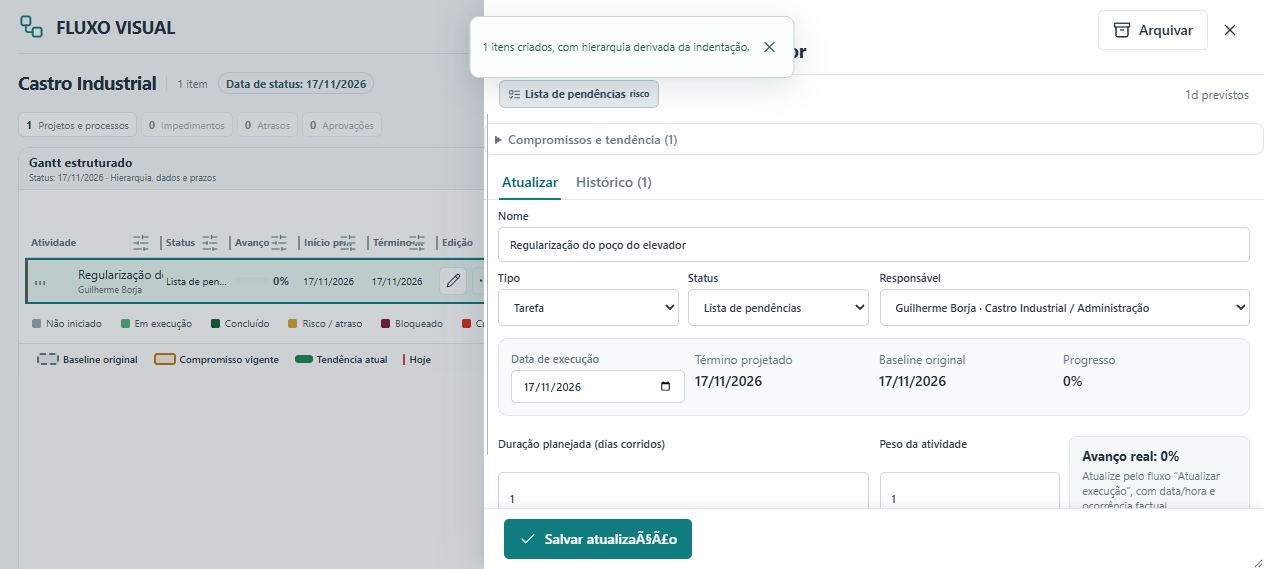 FLUXO VISUAL
Castro Industrial 1 item Data de status: 17/11/2026
1 Projetos e processos 0 Impedimentos 0 Atrasos 0 Aprovações
Gantt estruturado
Status: 17/11/2026 · Hierarquia, dados e prazos
Atividade Status Avanço Início pr Término Edição
Regularização d Lista de pen... 0% 17/11/2026 17/11/2026
Guilherme Borja
Não iniciado Em execução Concluído Risco / atraso Bloqueado Cr
Baseline original Compromisso vigente Tendência atual Hoje
1 itens criados, com hierarquia derivada da indentação.
or
Arquivar
Lista de pendências risco 1d previstos
Compromissos e tendência (1)
Atualizar Histórico (1)
Nome
Regularização do poço do elevador
Tipo Status Responsável
Tarefa Lista de pendências Guilherme Borja · Castro Industrial / Administração
Data de execução Término projetado Baseline original Progresso
17/11/2026 17/11/2026 17/11/2026 0%
Duração planejada (dias corridos) Peso da atividade
1 1
Avanço real: 0%
Atualize pelo fluxo “Atualizar
execução”, com data/hora e
ocorrência factual
Salvar atualizaÃ§Ã£o